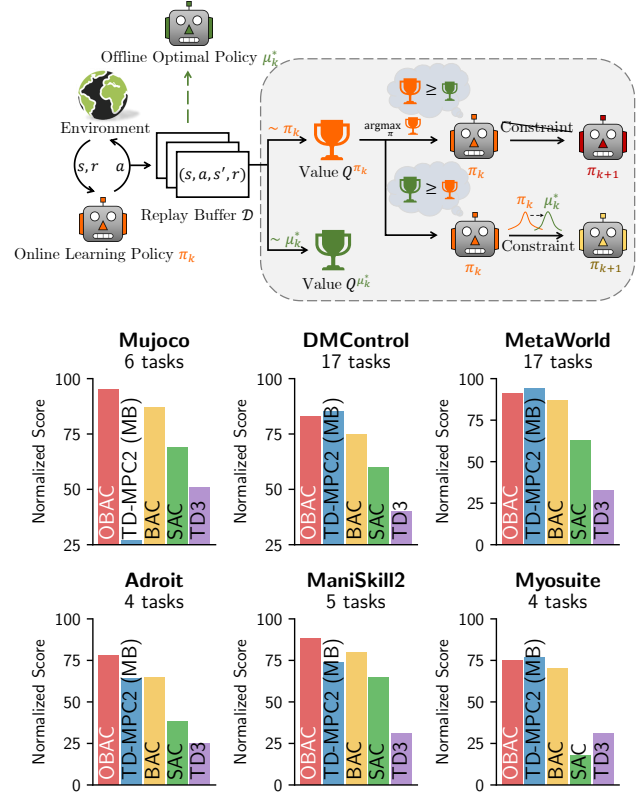 Offline Optimal Policy μ*k
Environment
s, r
a
(s, a, s′, r)
Replay Buffer 𝒟
Online Learning Policy πk
~ πk
Value Q^πk
~ μ*k
Value Q^μ*k
≥
argmax
π
πk
Constraint
πk+1
≥
πk
πk
μ*k
Constraint
πk+1
Mujoco
6 tasks
Normalized Score
100
75
50
25
OBAC
TD-MPC2 (MB)
BAC
SAC
TD3
DMControl
17 tasks
Normalized Score
100
75
50
25
OBAC
TD-MPC2 (MB)
BAC
SAC
TD3
MetaWorld
17 tasks
Normalized Score
100
75
50
25
0
OBAC
TD-MPC2 (MB)
BAC
SAC
TD3
Adroit
4 tasks
Normalized Score
100
75
50
25
0
OBAC
TD-MPC2 (MB)
BAC
SAC
TD3
ManiSkill2
5 tasks
Normalized Score
100
75
50
25
0
OBAC
TD-MPC2 (MB)
BAC
SAC
TD3
Myosuite
4 tasks
Normalized Score
100
75
50
25
0
OBAC
TD-MPC2 (MB)
BAC
SAC
TD3